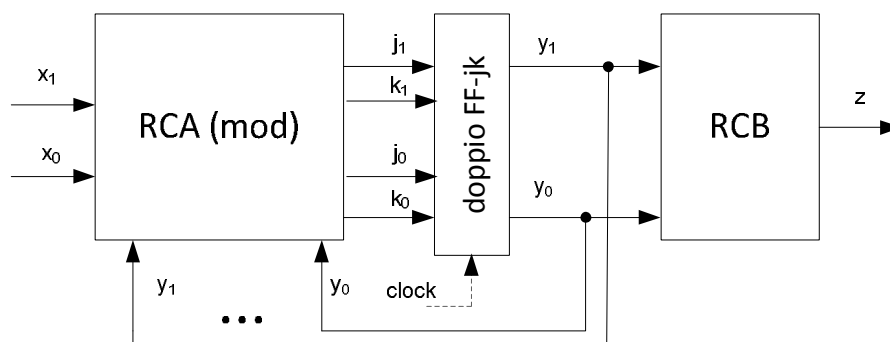 x₁
x₀
RCA (mod)
j₁
k₁
j₀
k₀
doppio FF-jk
y₁
y₀
RCB
z
y₁
...
y₀
clock